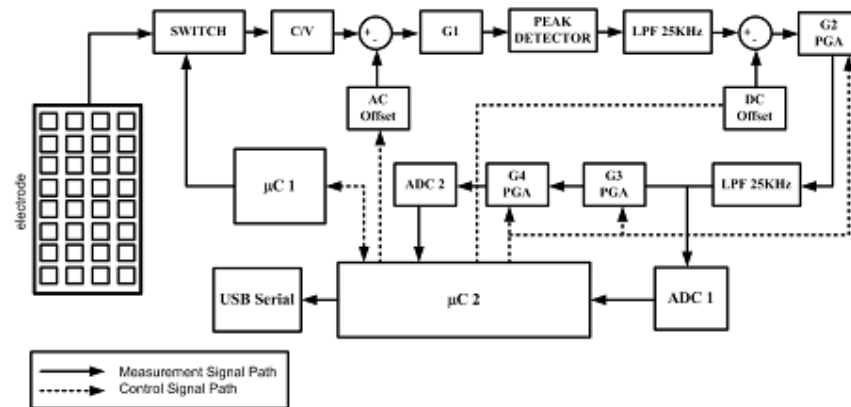 SWITCH
C/V
+
-
G1
PEAK
DETECTOR
LPF 25KHz
+
-
G2
PGA
AC
Offset
DC
Offset
electrode
μC 1
ADC 2
G4
PGA
G3
PGA
LPF 25KHz
USB Serial
μC 2
ADC 1
Measurement Signal Path
Control Signal Path